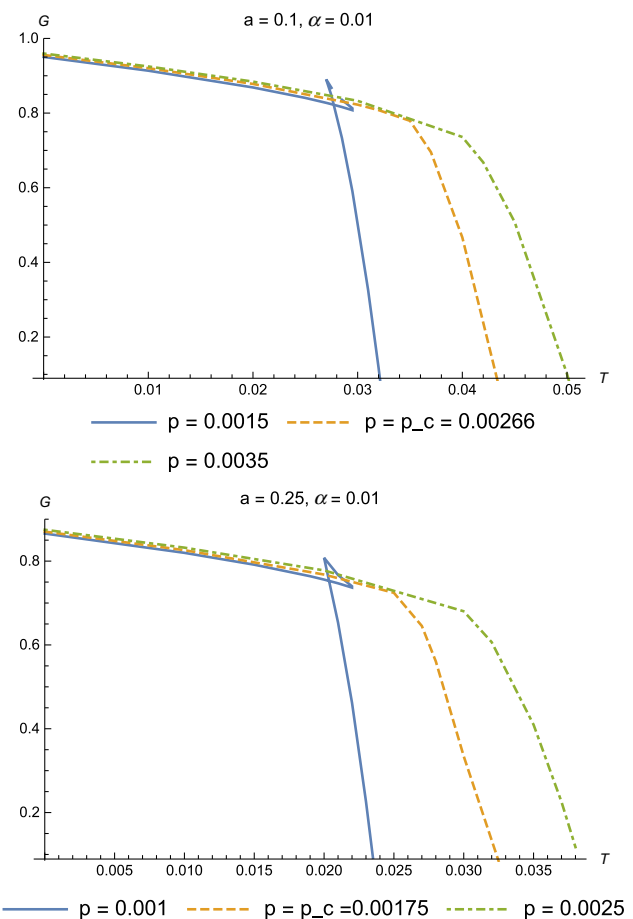 G
a = 0.1, α = 0.01
1.0
0.8
0.6
0.4
0.2
0.01 0.02 0.03 0.04 0.05 T
p = 0.0015 p = p_c = 0.00266
p = 0.0035
G
a = 0.25, α = 0.01
0.8
0.6
0.4
0.2
0.005 0.010 0.015 0.020 0.025 0.030 0.035 T
p = 0.001 p = p_c =0.00175 p = 0.0025